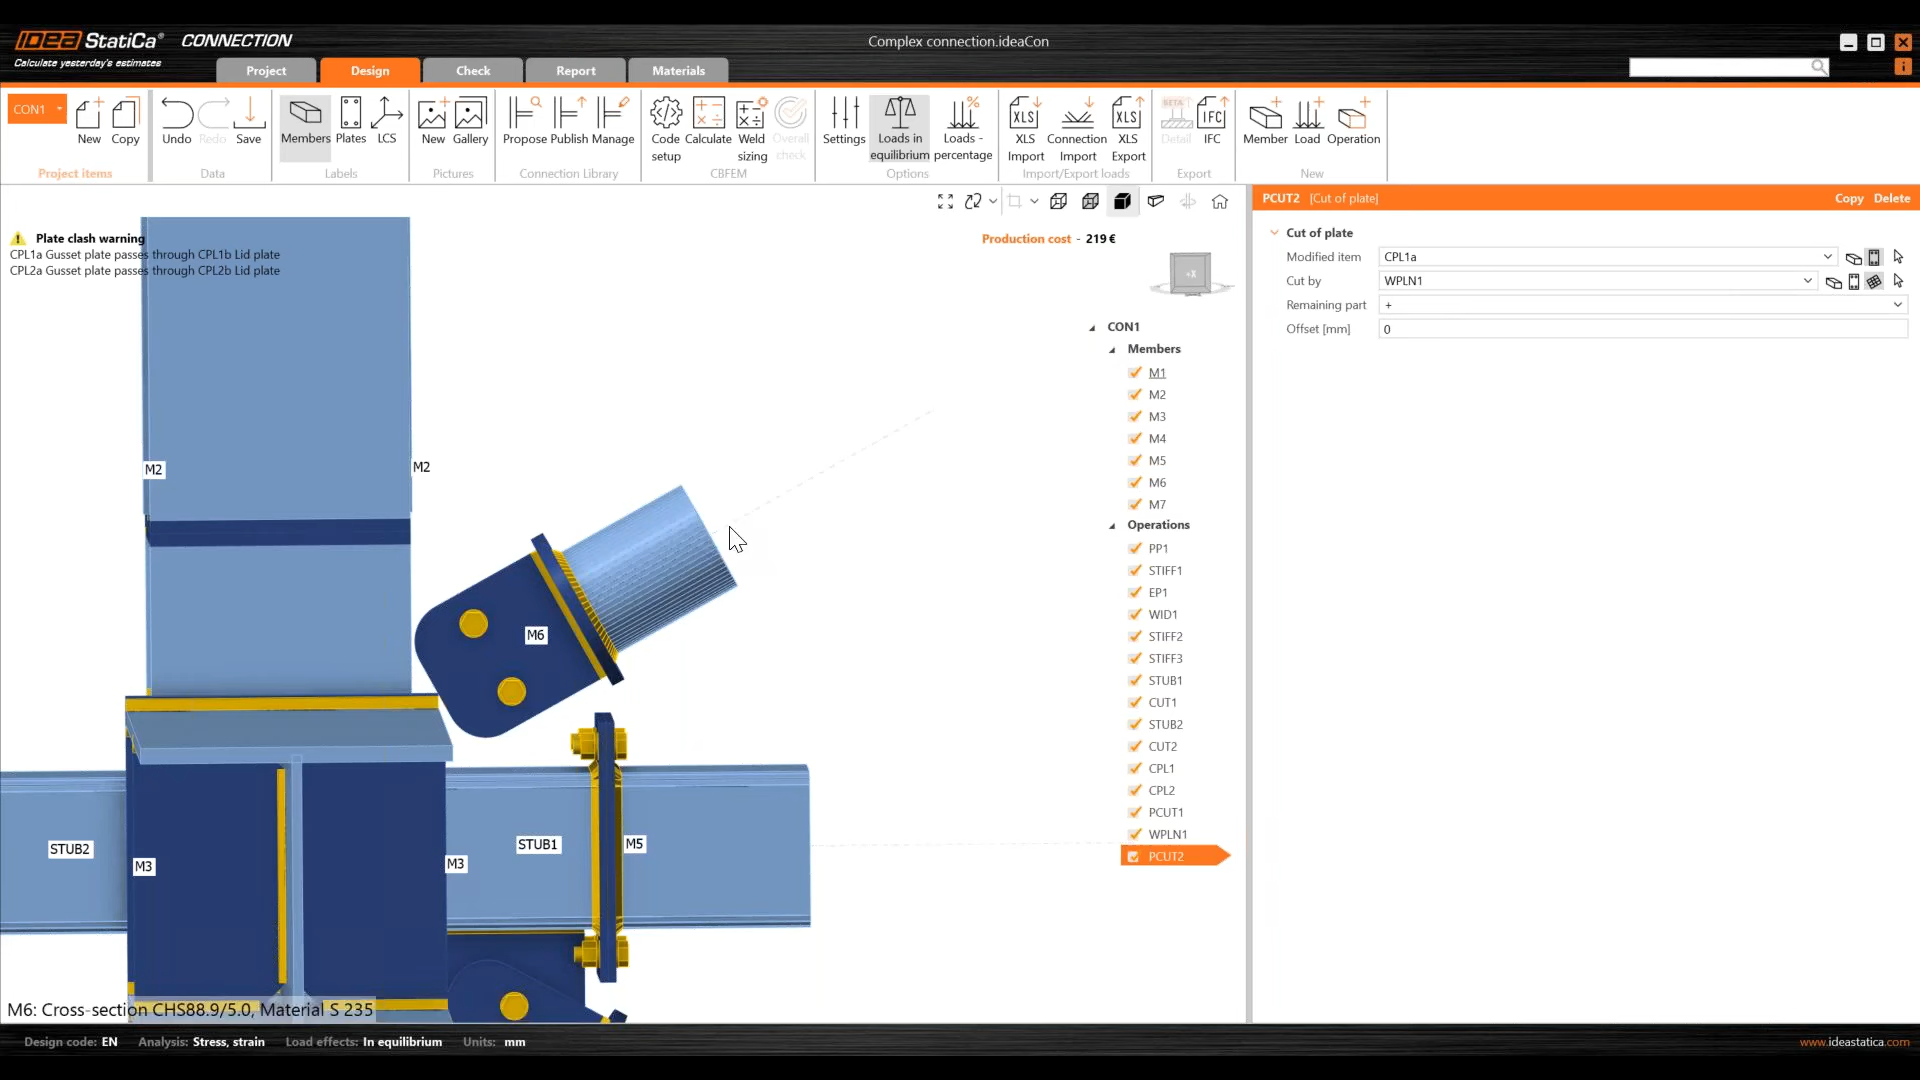 IDEA StatiCa® CONNECTION
Calculate yesterday's estimates
Complex connection.ideaCon
Project
Design
Check
Report
Materials
CON1
New
Copy
Undo
Redo
Save
Members
Plates
LCS
New
Gallery
Propose
Publish
Manage
Code setup
Calculate
Weld sizing
Overall check
Settings
Loads in equilibrium
Loads - percentage
XLS Import
Connection Import
XLS Export
BETA
Detail
IFC
Member
Load
Operation
Project items
Data
Labels
Pictures
Connection Library
CBFEM
Options
Import/Export loads
Export
New
Plate clash warning
CPL1a Gusset plate passes through CPL1b Lid plate
CPL2a Gusset plate passes through CPL2b Lid plate
Production cost - 219 €
+X
M2
M2
M6
STUB2
M3
M3
STUB1
M5
M6: Cross-section CHS88.9/5.0, Material S 235
CON1
Members
M1
M2
M3
M4
M5
M6
M7
Operations
PP1
STIFF1
EP1
WID1
STIFF2
STIFF3
STUB1
CUT1
STUB2
CUT2
CPL1
CPL2
PCUT1
WPLN1
PCUT2
PCUT2 [Cut of plate]
Copy
Delete
Cut of plate
Modified item CPL1a
Cut by WPLN1
Remaining part +
Offset [mm] 0
Design code: EN Analysis: Stress, strain Load effects: In equilibrium Units: mm
www.ideastatica.com